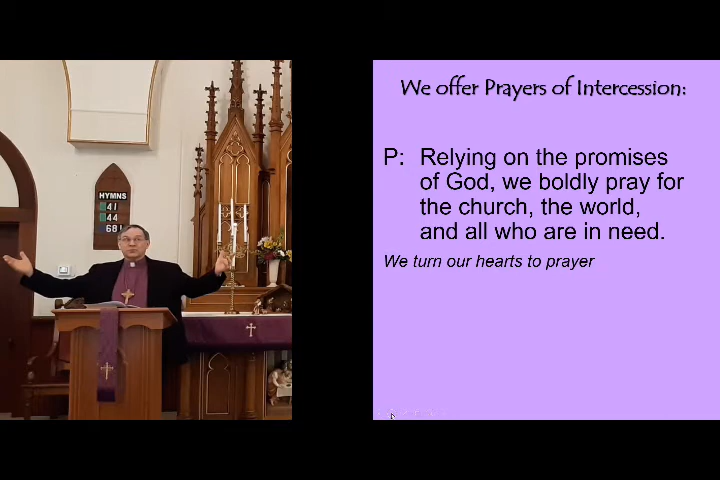 HYMNS
41
44
681
We offer Prayers of Intercession:
P: Relying on the promises
of God, we boldly pray for
the church, the world,
and all who are in need.
We turn our hearts to prayer